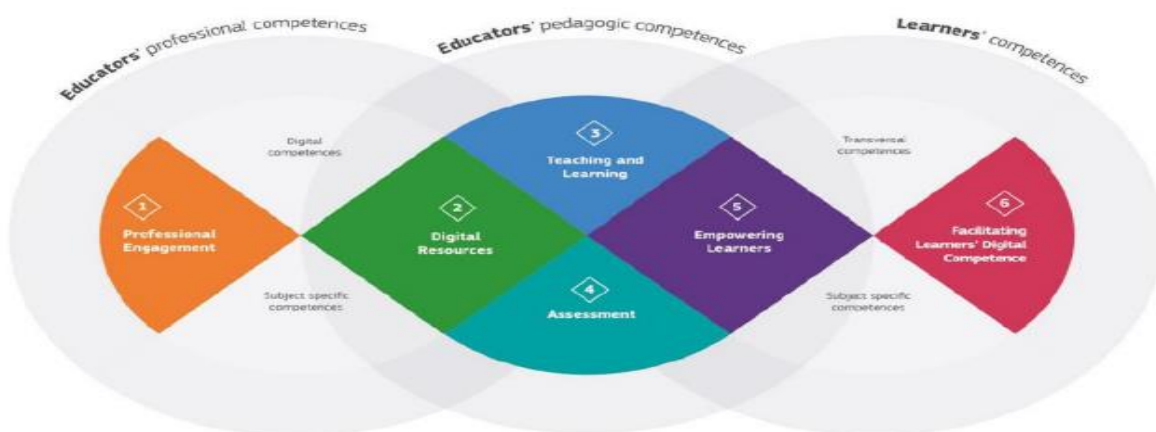 Educators' professional competences
Educators' pedagogic competences
Learners' competences
Digital
competences
Subject specific
competences
1
Professional
Engagement
2
Digital
Resources
3
Teaching and
Learning
4
Assessment
5
Empowering
Learners
Transversal
competences
Subject specific
competences
6
Facilitating
Learners' Digital
Competence